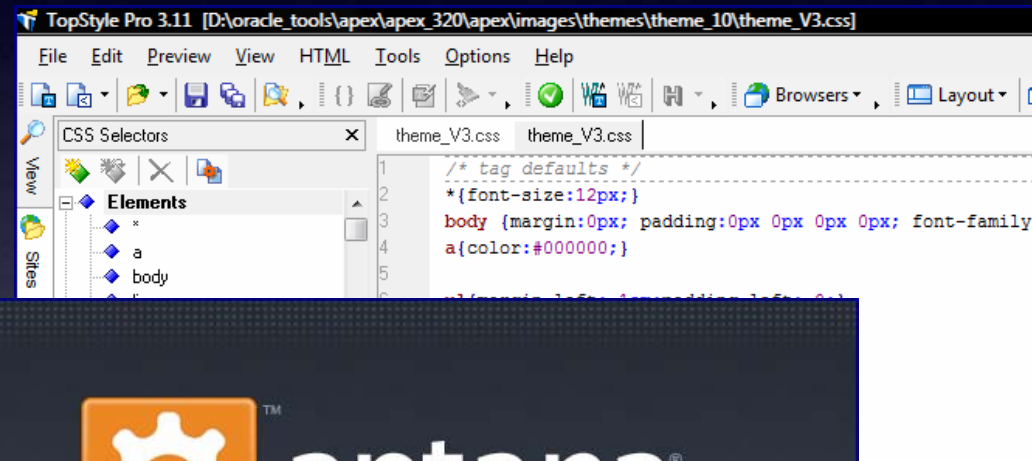 TopStyle Pro 3.11 [D:\oracle_tools\apex\apex_320\apex\images\themes\theme_10\theme_V3.css]
File Edit Preview View HTML Tools Options Help
Browsers Layout
CSS Selectors
theme_V3.css theme_V3.css
View
Sites
Elements
*
a
body
1 /* tag defaults */
2 *{font-size:12px;}
3 body {margin:0px; padding:0px 0px 0px 0px; font-family
4 a{color:#000000;}
5
™
aptana®